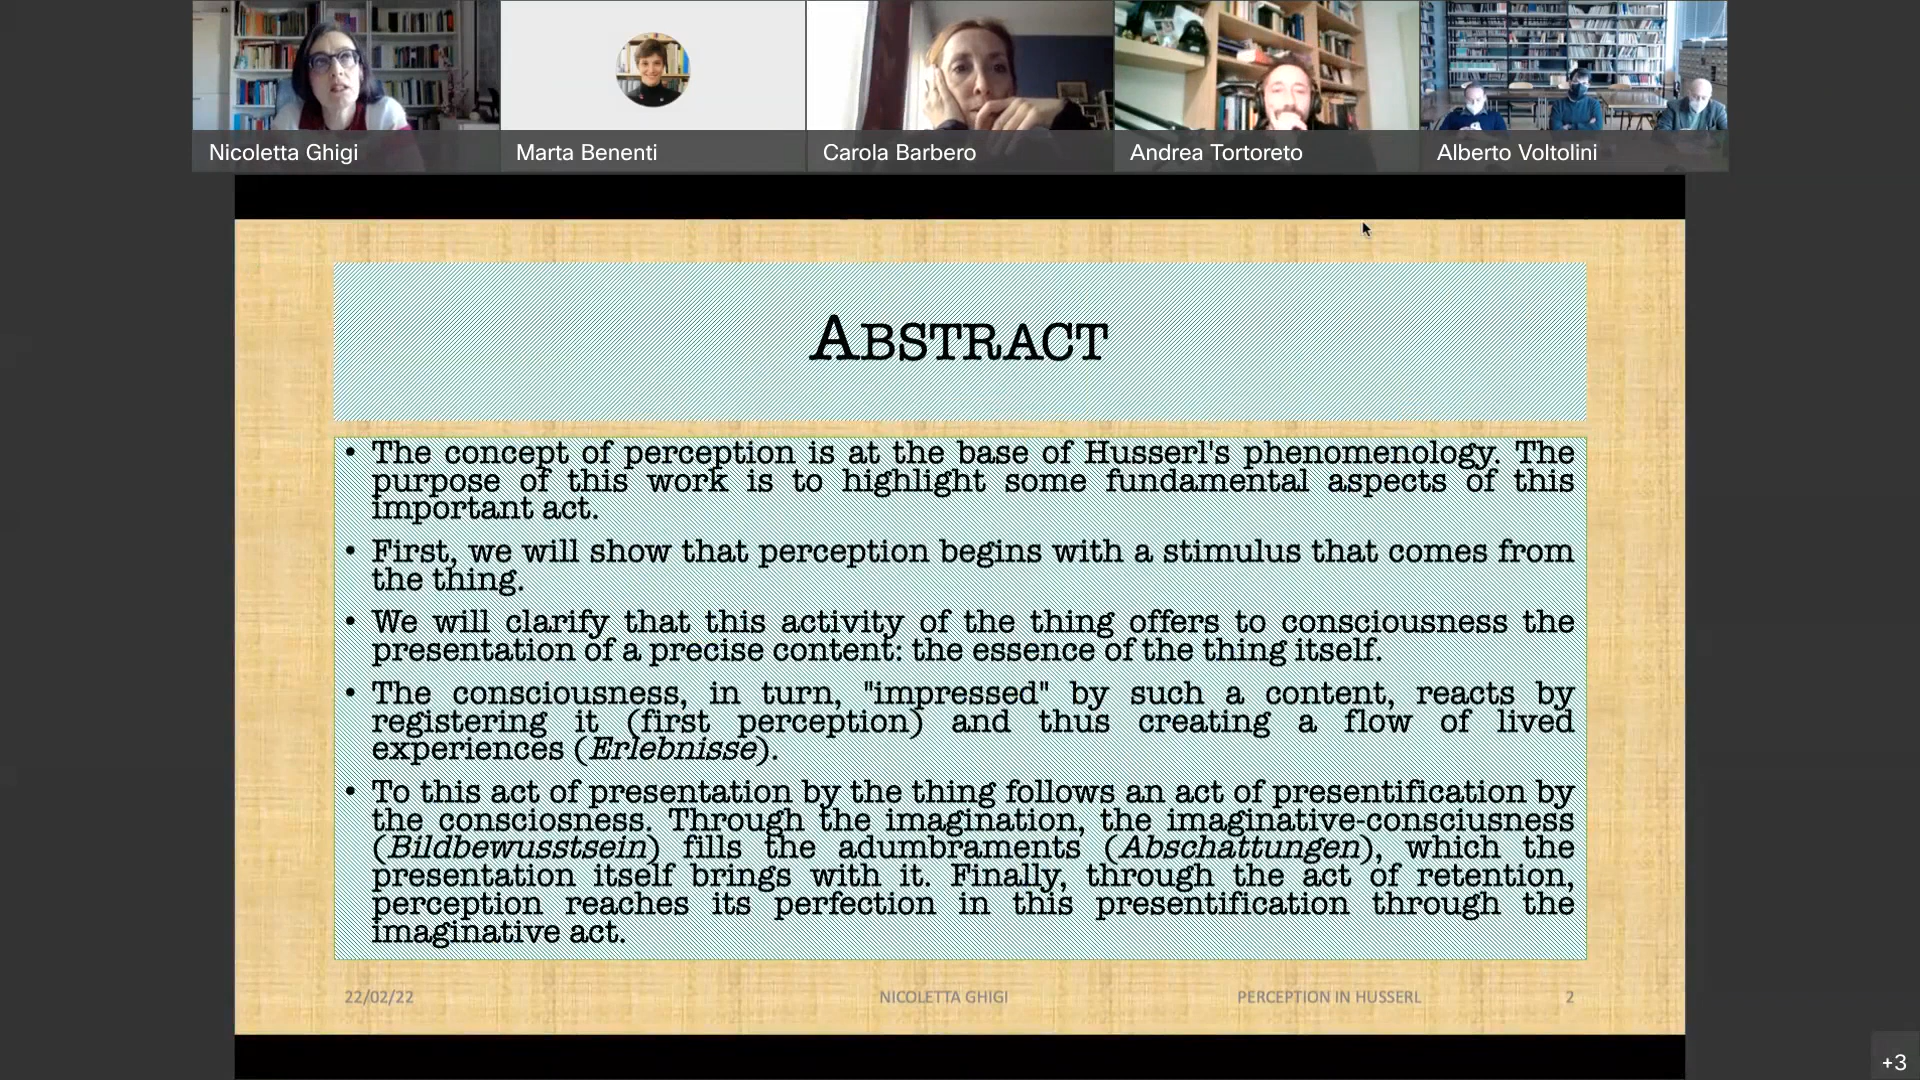 Nicoletta Ghigi
Marta Benenti
Carola Barbero
Andrea Tortoreto
Alberto Voltolini
ABSTRACT
• The concept of perception is at the base of Husserl's phenomenology. The
purpose of this work is to highlight some fundamental aspects of this
important act.
• First, we will show that perception begins with a stimulus that comes from
the thing.
• We will clarify that this activity of the thing offers to consciousness the
presentation of a precise content: the essence of the thing itself.
• The consciousness, in turn, "impressed" by such a content, reacts by
registering it (first perception) and thus creating a flow of lived
experiences (Erlebnisse).
• To this act of presentation by the thing follows an act of presentification by
the consciosness. Through the imagination, the imaginative-consciusness
(Bildbewusstsein) fills the adumbraments (Abschattungen), which the
presentation itself brings with it. Finally, through the act of retention,
perception reaches its perfection in this presentification through the
imaginative act.
22/02/22
NICOLETTA GHIGI
PERCEPTION IN HUSSERL
2
+3